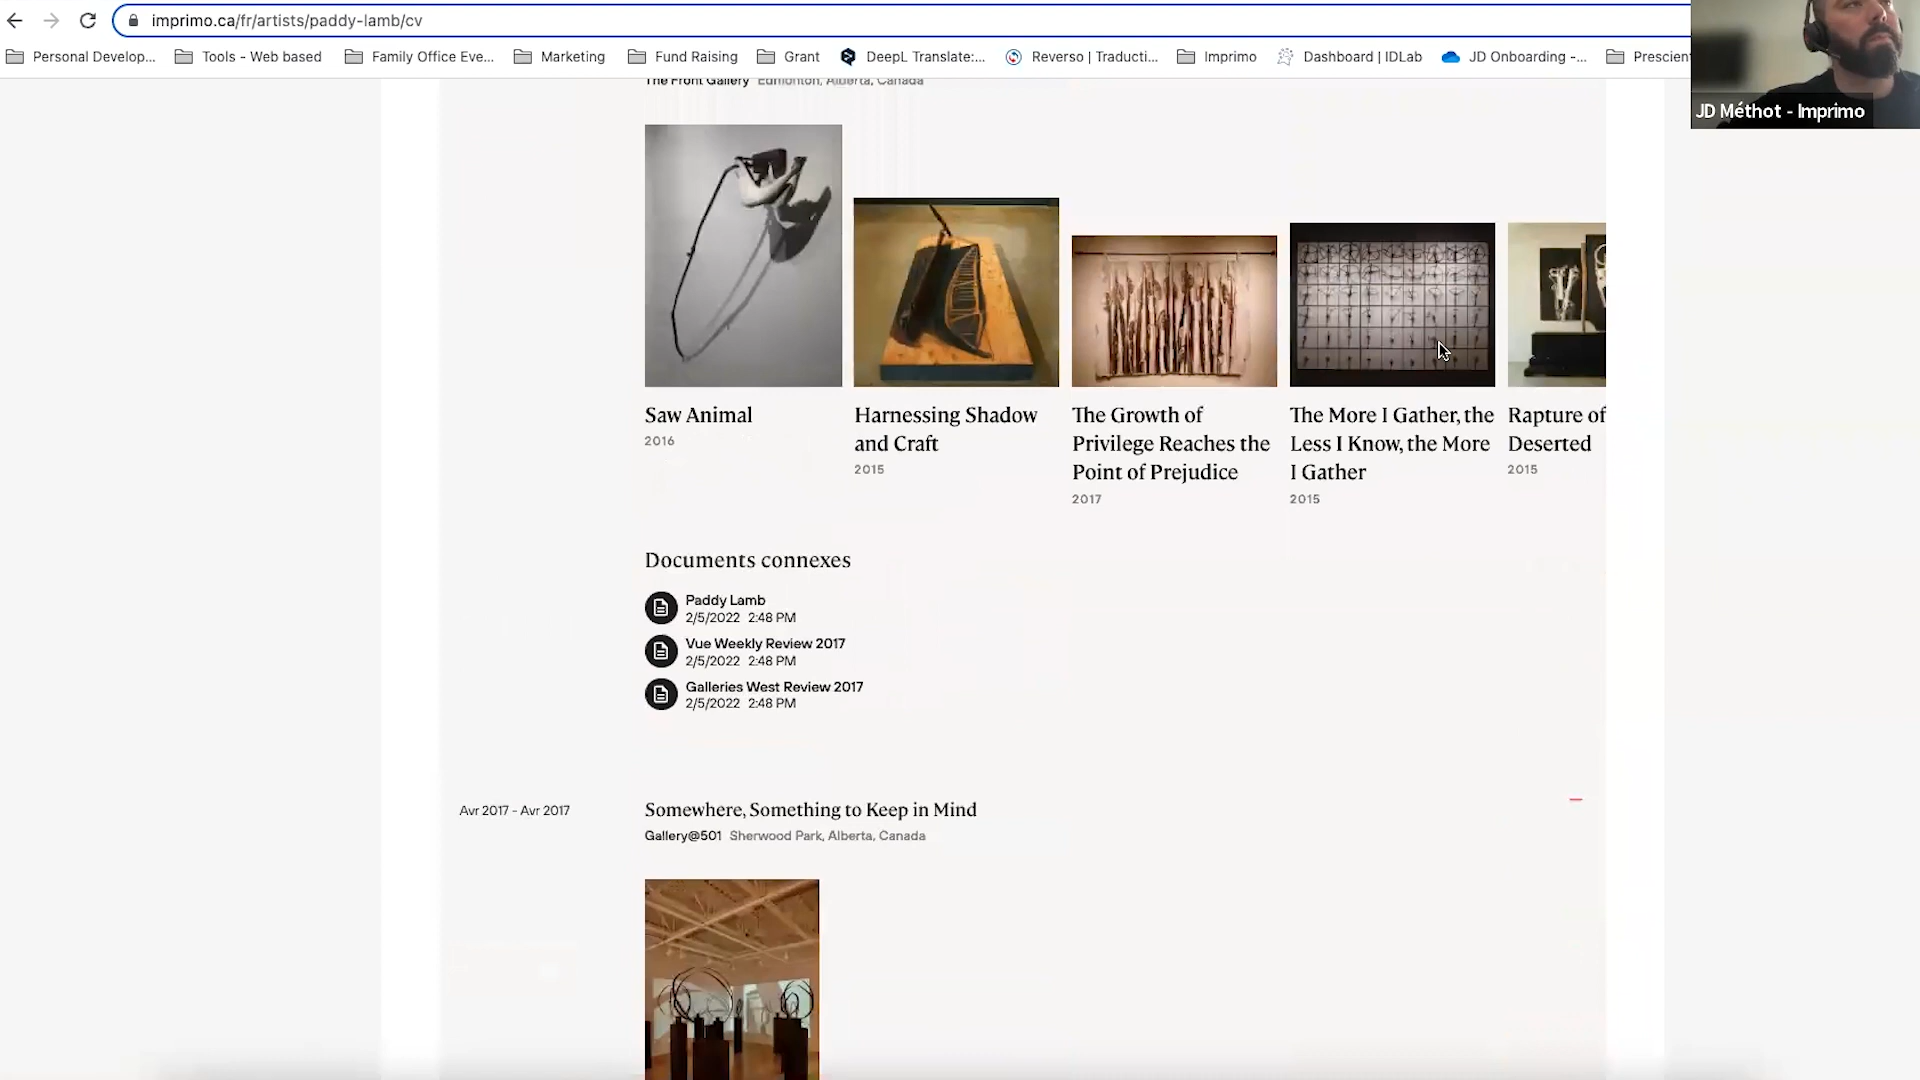 imprimo.ca/fr/artists/paddy-lamb/cv
Personal Develop... Tools - Web based Family Office Eve... Marketing Fund Raising Grant DeepL Translate:... Reverso | Traducti... Imprimo Dashboard | IDLab JD Onboarding -... Prescien
JD Méthot - Imprimo
The Front Gallery Edmonton, Alberta, Canada
Saw Animal
2016
Harnessing Shadow
and Craft
2015
The Growth of
Privilege Reaches the
Point of Prejudice
2017
The More I Gather, the
Less I Know, the More
I Gather
2015
Rapture of
Deserted
2015
Documents connexes
Paddy Lamb
2/5/2022 2:48 PM
Vue Weekly Review 2017
2/5/2022 2:48 PM
Galleries West Review 2017
2/5/2022 2:48 PM
Avr 2017 - Avr 2017
Somewhere, Something to Keep in Mind
Gallery@501 Sherwood Park, Alberta, Canada